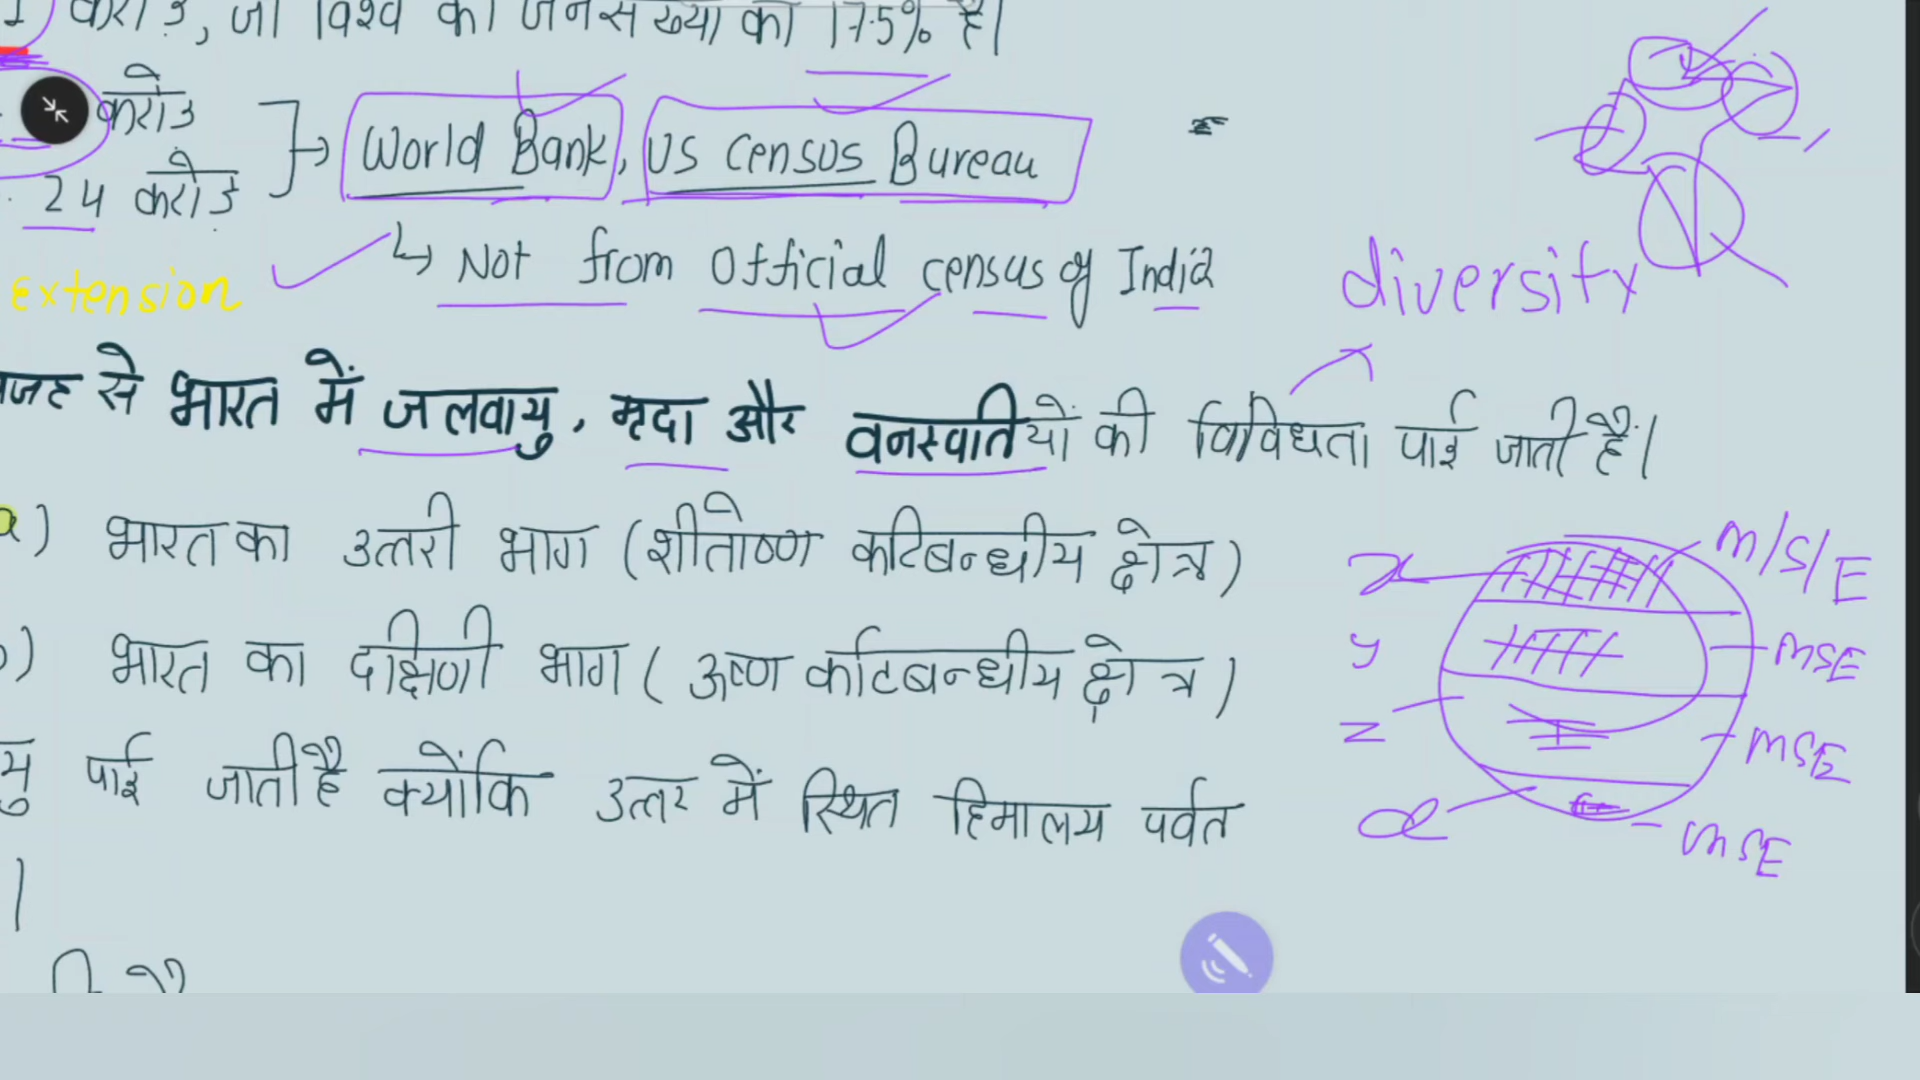 करोड़, जो विश्व की जनसंख्या का 17.5% है।
करोड़
24 करोड़
World Bank, US Census Bureau
Not from Official census of India
Extension
diversity
वजह से भारत में जलवायु, मृदा और वनस्पतियों की विविधता पाई जाती है।
a) भारत का उत्तरी भाग (शीतोष्ण कटिबन्धीय क्षेत्र)
b) भारत का दक्षिणी भाग (उष्ण कटिबन्धीय क्षेत्र)
यु पाई जाती है क्योंकि उत्तर में स्थित हिमालय पर्वत
।
x
m/S/E
y
MSE
z
MSE
MSE